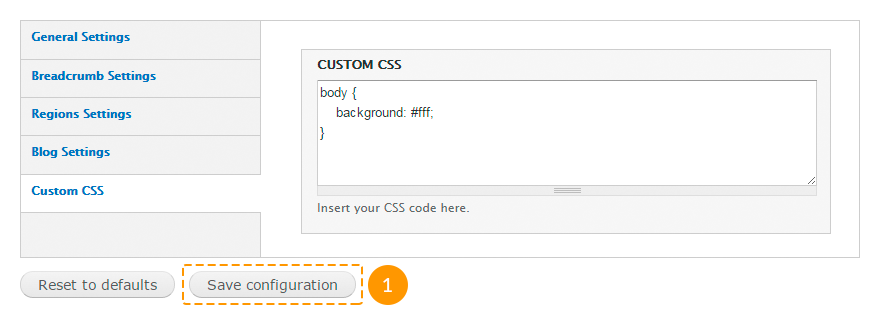 General Settings
Breadcrumb Settings
Regions Settings
Blog Settings
Custom CSS
CUSTOM CSS
body {
background: #fff;
}
Insert your CSS code here.
Reset to defaults
Save configuration
1